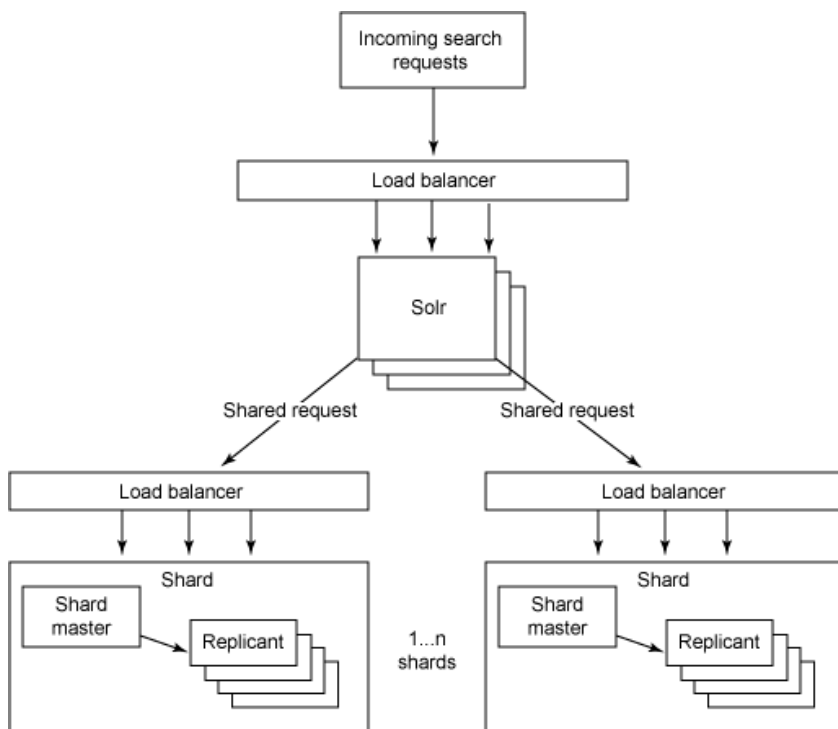 Incoming search
requests
Load balancer
Solr
Shared request
Shared request
Load balancer
Load balancer
Shard
Shard
Shard
master
Replicant
1...n
shards
Shard
master
Replicant